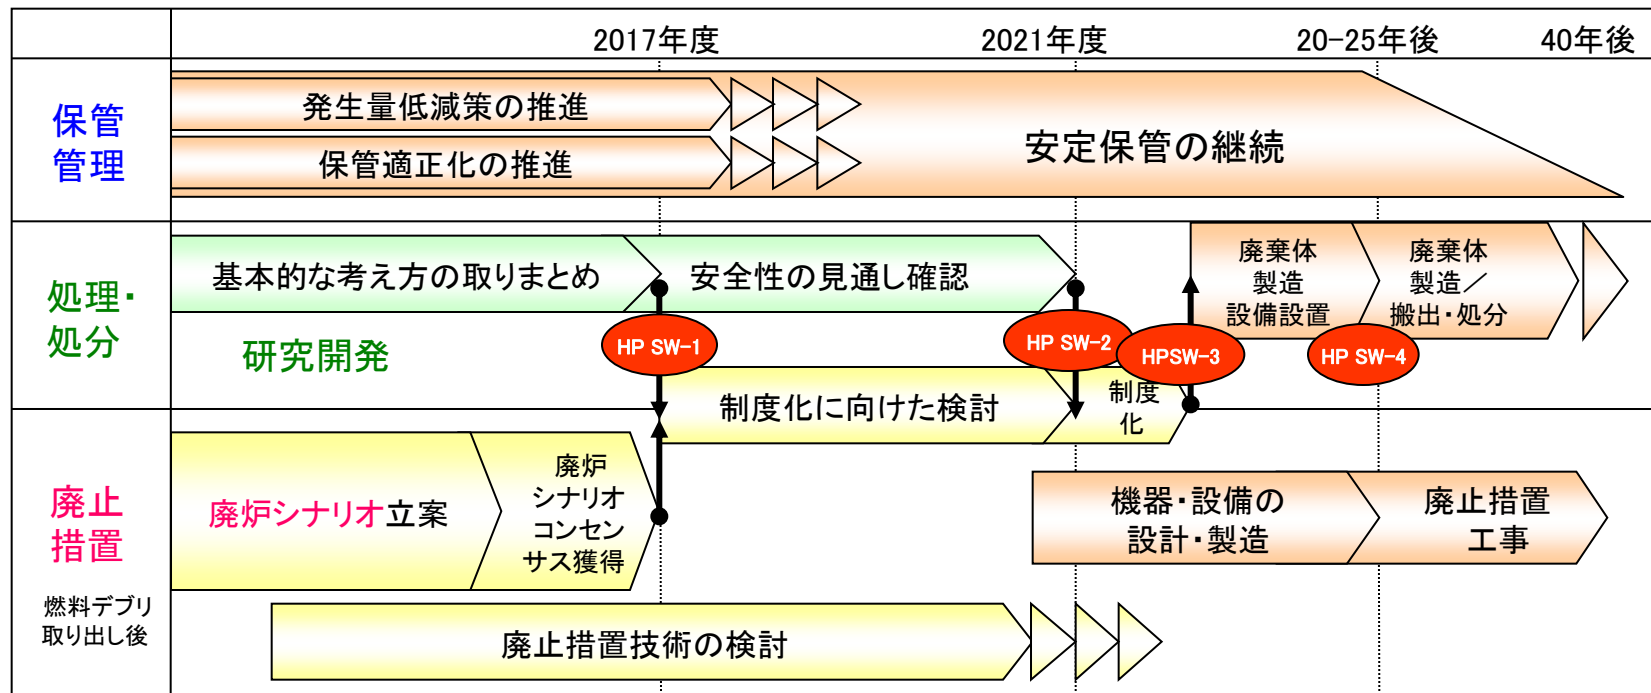 2017年度
2021年度
20-25年後
40年後
保管
管理
発生量低減策の推進
保管適正化の推進
安定保管の継続
処理・
処分
基本的な考え方の取りまとめ
安全性の見通し確認
廃棄体
製造
設備設置
廃棄体
製造／
搬出・処分
研究開発
HP SW-1
HP SW-2
HPSW-3
HP SW-4
制度化に向けた検討
制度
化
廃止
措置
燃料デブリ
取り出し後
廃炉シナリオ立案
廃炉
シナリオ
コンセン
サス獲得
機器・設備の
設計・製造
廃止措置
工事
廃止措置技術の検討